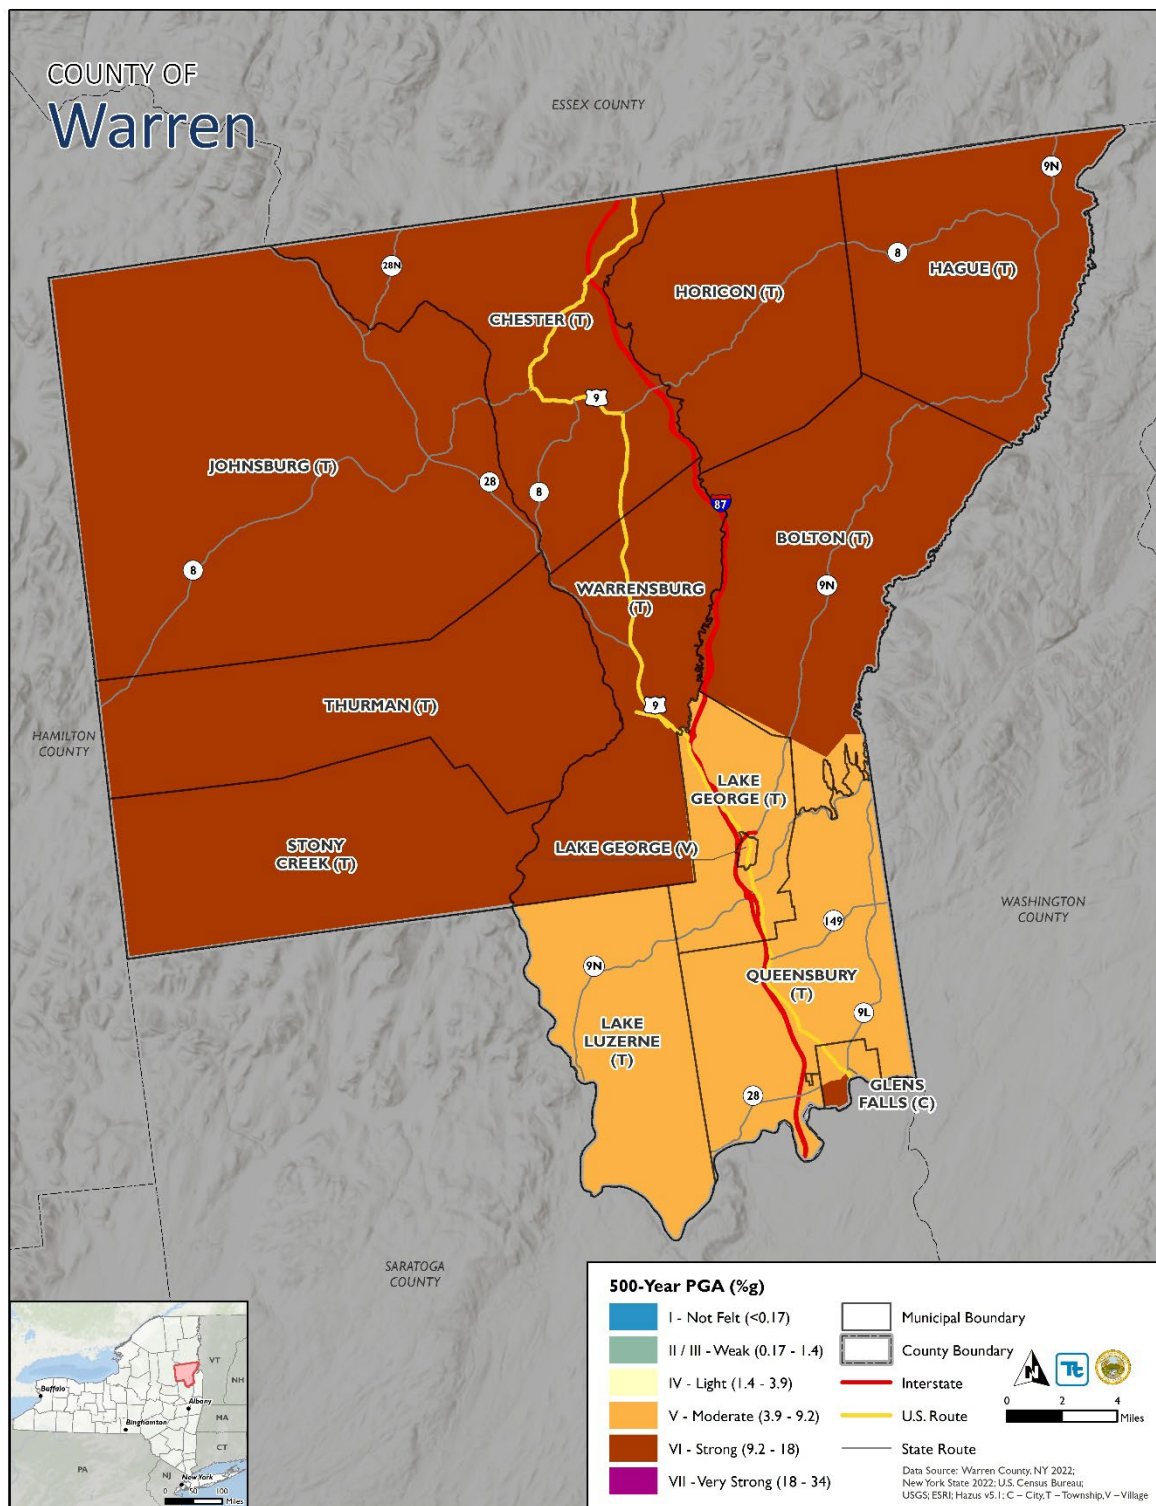 COUNTY OF
Warren
ESSEX COUNTY
9N
8
28N
HAGUE (T)
HORICON (T)
CHESTER (T)
9
JOHNSBURG (T)
28
8
87
BOLTON (T)
8
9N
WARRENSBURG
(T)
THURMAN (T)
9
HAMILTON
COUNTY
LAKE
GEORGE (T)
STONY
CREEK (T)
LAKE GEORGE (V)
WASHINGTON
COUNTY
149
9N
QUEENSBURY
(T)
9L
LAKE
LUZERNE
(T)
28
GLENS
FALLS (C)
SARATOGA
COUNTY
500-Year PGA (%g)
I - Not Felt (<0.17)
II / III - Weak (0.17 - 1.4)
IV - Light (1.4 - 3.9)
V - Moderate (3.9 - 9.2)
VI - Strong (9.2 - 18)
VII - Very Strong (18 - 34)
Municipal Boundary
County Boundary
Interstate
U.S. Route
State Route
N
Tt
0 2 4
Miles
Data Source: Warren County, NY 2022;
New York State 2022; U.S. Census Bureau;
USGS; ESRI; Hazus v5.1; C – City, T – Township, V – Village
VT
NH
Buffalo
Albany
MA
Binghamton
CT
PA
NJ
New York
0 50 100
Miles